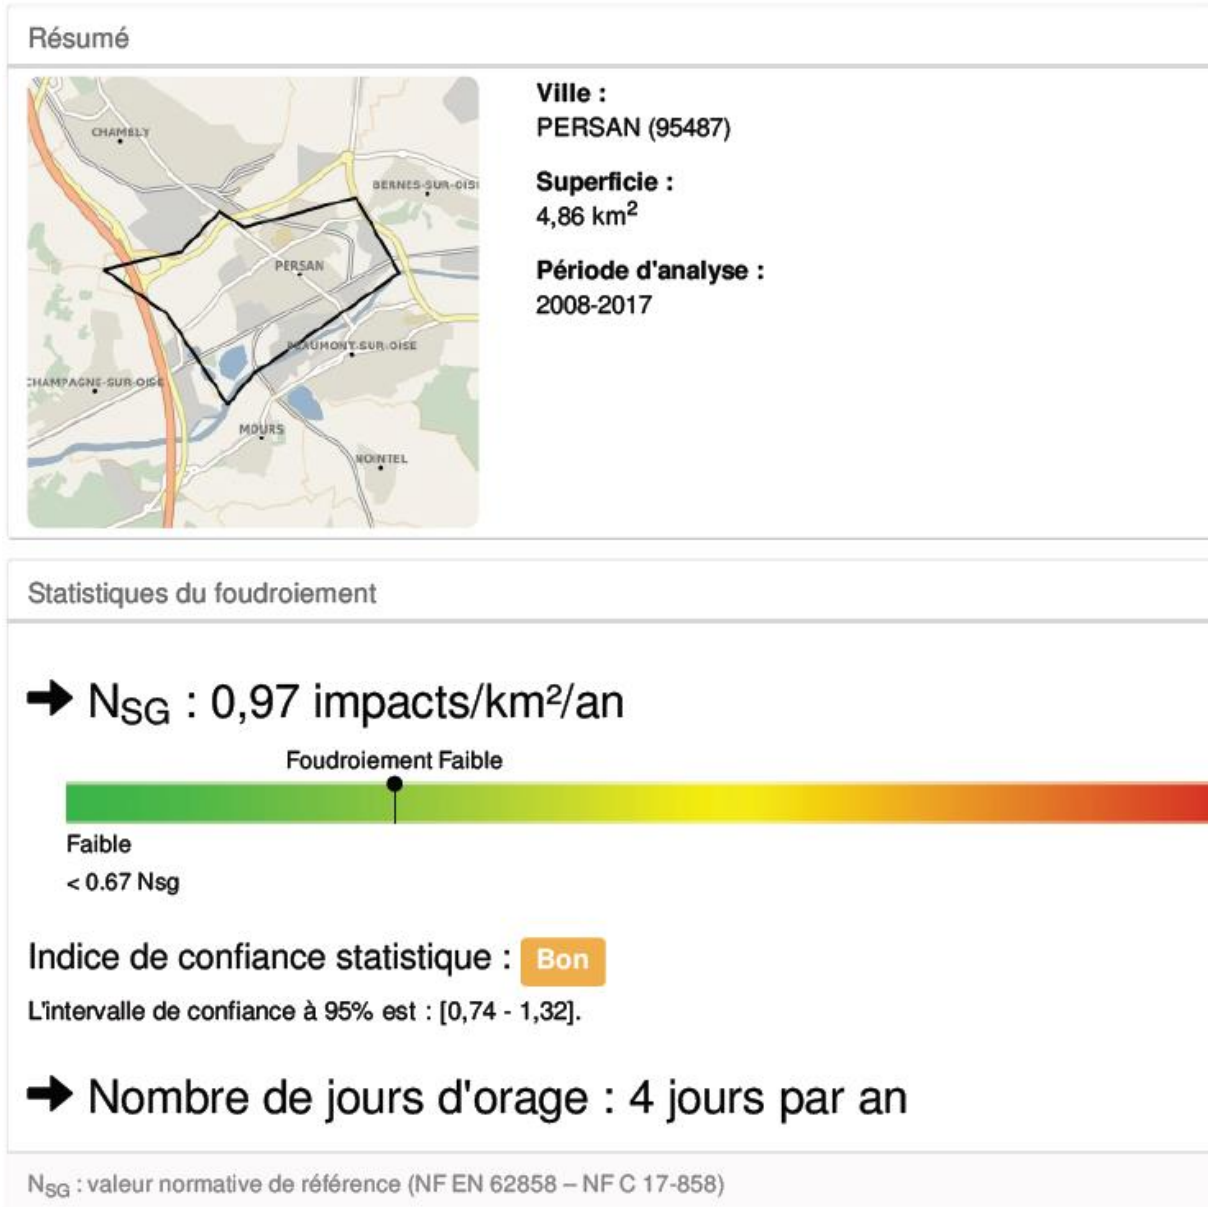 Résumé
CHAMBLY
BERNES-SUR-OISE
PERSAN
BEAUMONT-SUR-OISE
CHAMPAGNE-SUR-OISE
MOURS
NOINTEL
Ville :
PERSAN (95487)
Superficie :
4,86 km²
Période d'analyse :
2008-2017
Statistiques du foudroiement
➔ NSG : 0,97 impacts/km²/an
Foudroiement Faible
Faible
< 0.67 Nsg
Indice de confiance statistique : Bon
L'intervalle de confiance à 95% est : [0,74 - 1,32].
➔ Nombre de jours d'orage : 4 jours par an
NSG : valeur normative de référence (NF EN 62858 – NF C 17-858)